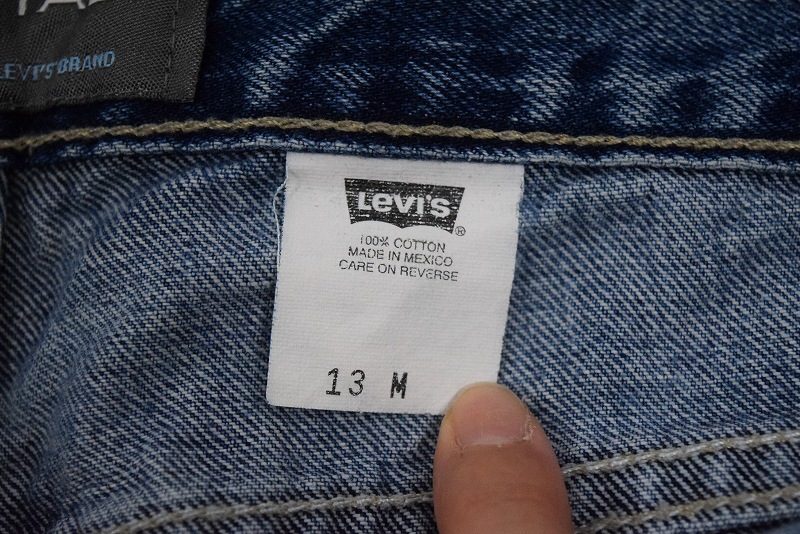 LEVI'S BRAND
Levi's®
100% COTTON
MADE IN MEXICO
CARE ON REVERSE
13 M